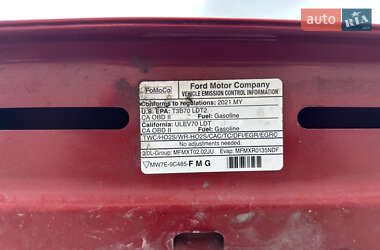 AUTO RIA
FoMoCo
Ford Motor Company
VEHICLE EMISSION CONTROL INFORMATION
Conforms to regulations: 2021 MY
U.S. EPA: T3B70 LDT2
CA OBD II Fuel: Gasoline
California: ULEV70 LDT
CA OBD II Fuel: Gasoline
TWC/HO2S/WR-HO2S/CAC/TC/DFI/EGR/EGRC
No adjustments needed.
-Group: MFMXT02.02JU Evap: MFMXR0135NDF
MW7E-9C485-FMG